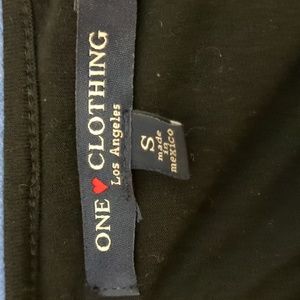 ONE ♥ CLOTHING
Los Angeles
S
made
in
mexico